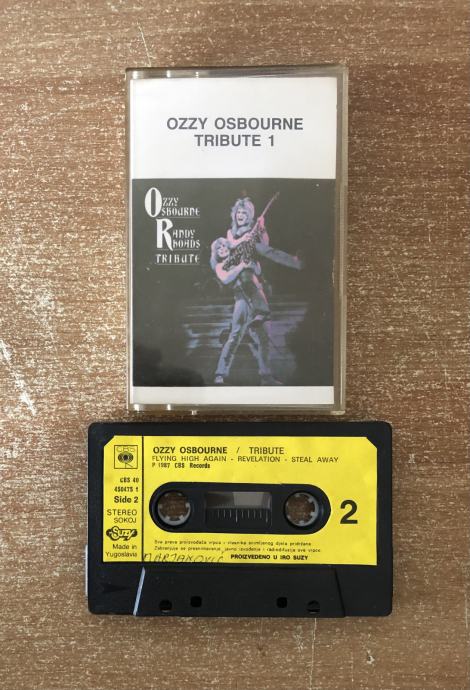 OZZY OSBOURNE
TRIBUTE 1
OZZY
OSBOURNE
RANDY
RHOADS
TRIBUTE
CBS
OZZY OSBOURNE / TRIBUTE
FLYING HIGH AGAIN - REVELATION - STEAL AWAY
P 1987 CBS Records
CBS 40
450475 1
Side 2
STEREO
SOKOJ
SUZY
Made in
Yugoslavia
2
Sva prava proizvođača i vlasnika snimljenog djela pridržana.
Zabranjuje se presnimavanje, javno izvođenje i radiodifuzija ove vrpce.
PROIZVEDENO U IRO SUZY
MARJANOVIĆ